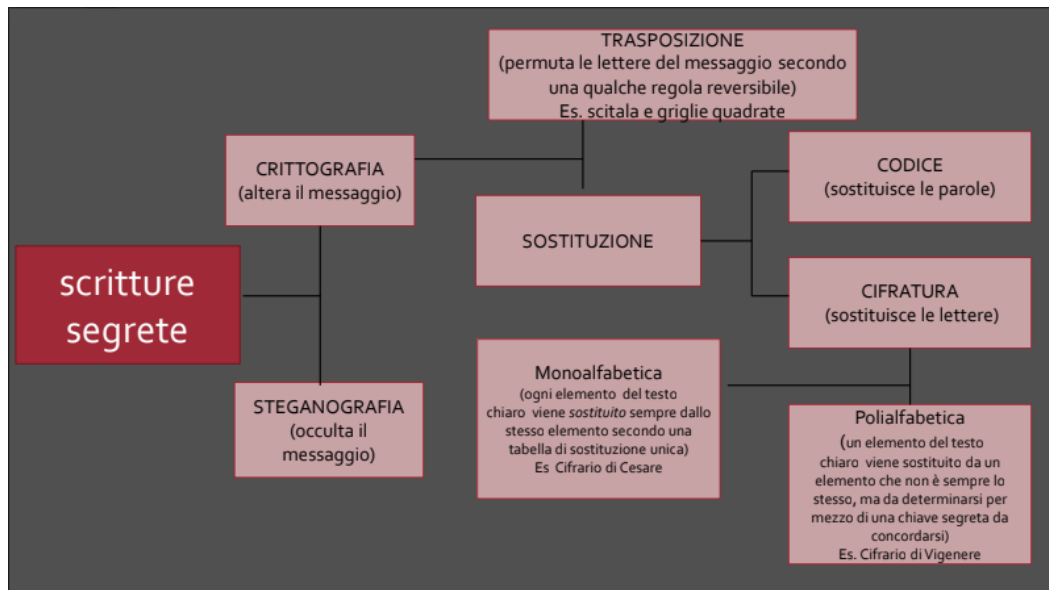 TRASPOSIZIONE
(permuta le lettere del messaggio secondo
una qualche regola reversibile)
Es. scitala e griglie quadrate
CRITTOGRAFIA
(altera il messaggio)
CODICE
(sostituisce le parole)
SOSTITUZIONE
scritture
segrete
CIFRATURA
(sostituisce le lettere)
Monoalfabetica
(ogni elemento del testo
chiaro viene sostituito sempre dallo
stesso elemento secondo una
tabella di sostituzione unica)
Es Cifrario di Cesare
STEGANOGRAFIA
(occulta il
messaggio)
Polialfabetica
(un elemento del testo
chiaro viene sostituito da un
elemento che non è sempre lo
stesso, ma da determinarsi per
mezzo di una chiave segreta da
concordarsi)
Es. Cifrario di Vigenere